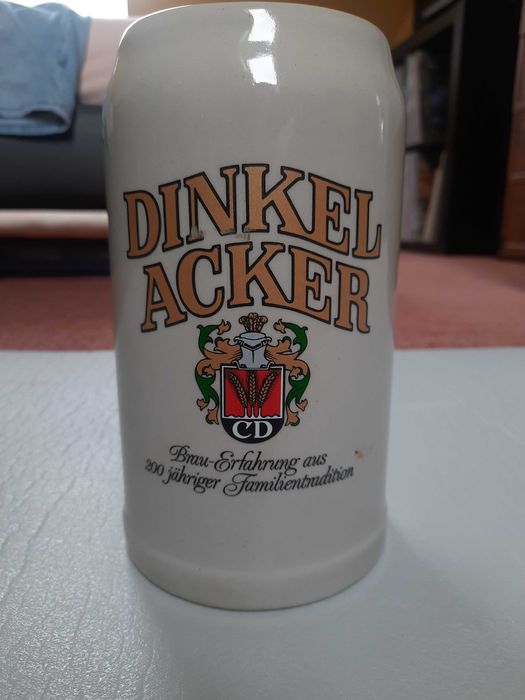 DINKEL
ACKER
CD
Brau-Erfahrung aus
200 jähriger Familientradition